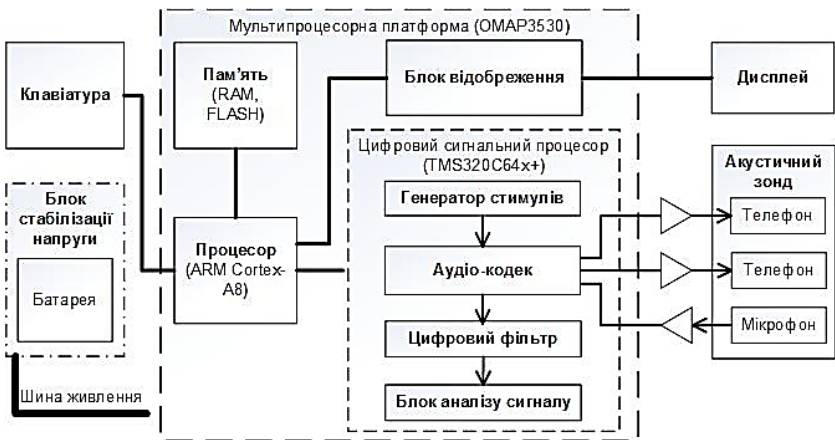 Мультипроцесорна платформа (OMAP3530)
Клавіатура
Пам'ять
(RAM,
FLASH)
Блок відобреження
Дисплей
Цифровий сигнальний процесор
(TMS320C64x+)
Генератор стимулів
Аудіо-кодек
Цифровий фільтр
Блок аналізу сигналу
Акустичний
зонд
Телефон
Телефон
Мікрофон
Блок
стабілізації
напруги
Батарея
Процесор
(ARM Cortex-
A8)
Шина живлення